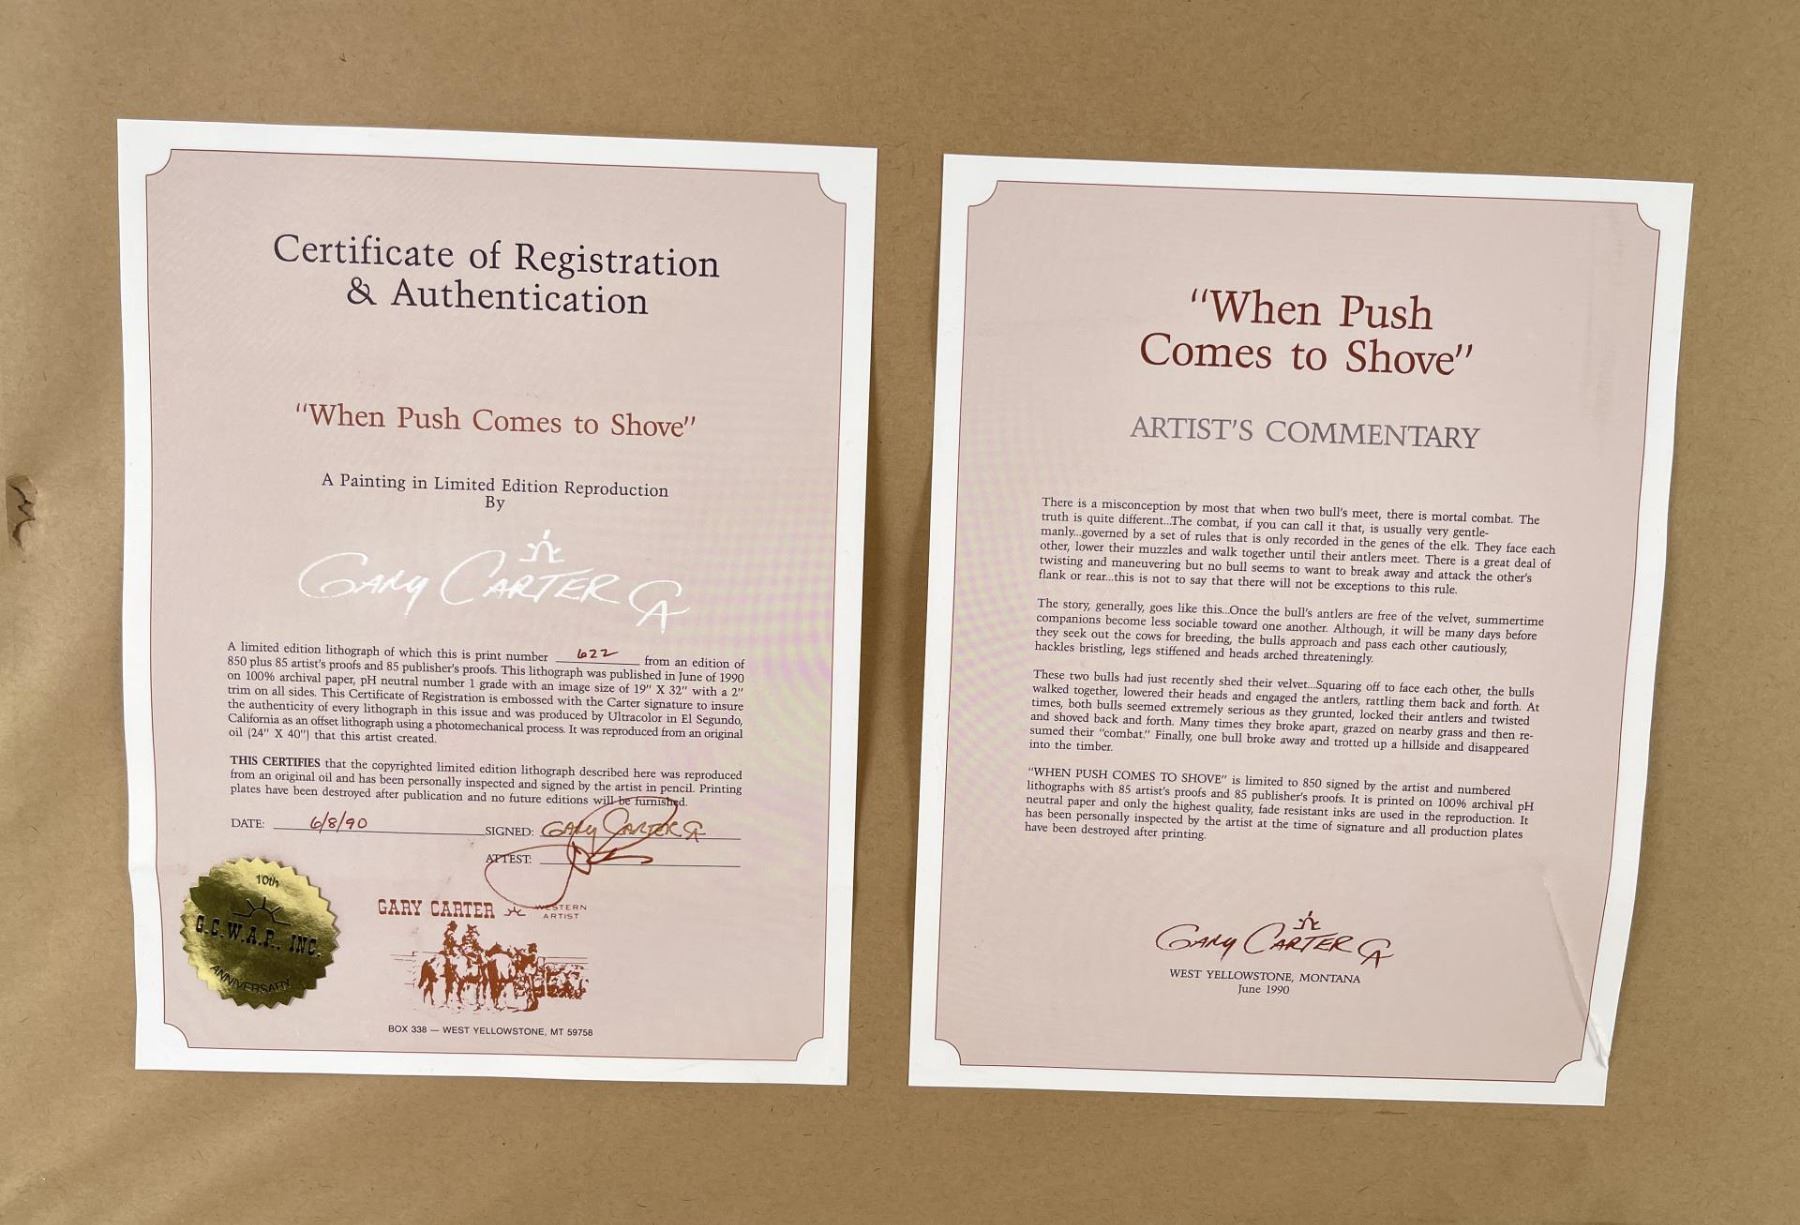 Certificate of Registration
& Authentication
"When Push Comes to Shove"
A Painting in Limited Edition Reproduction
By
GARY CARTER CA
A limited edition lithograph of which this is print number 622 from an edition of
850 plus 85 artist's proofs and 85 publisher's proofs. This lithograph was published in June of 1990
on 100% archival paper, pH neutral number 1 grade with an image size of 19" X 32" with a 2"
trim on all sides. This Certificate of Registration is embossed with the Carter signature to insure
the authenticity of every lithograph in this issue and was produced by Ultracolor in El Segundo,
California as an offset lithograph using a photomechanical process. It was reproduced from an original
oil (24" X 40") that this artist created.
THIS CERTIFIES that the copyrighted limited edition lithograph described here was reproduced
from an original oil and has been personally inspected and signed by the artist in pencil. Printing
plates have been destroyed after publication and no future editions will be furnished.
DATE: 6/8/90 SIGNED: GARY CARTER CA
ATTEST:
10th
G.C.W.A.P., INC.
ANNIVERSARY
GARY CARTER WESTERN
ARTIST
BOX 338 — WEST YELLOWSTONE, MT 59758
"When Push
Comes to Shove"
ARTIST'S COMMENTARY
There is a misconception by most that when two bull's meet, there is mortal combat. The
truth is quite different...The combat, if you can call it that, is usually very gentle-
manly...governed by a set of rules that is only recorded in the genes of the elk. They face each
other, lower their muzzles and walk together until their antlers meet. There is a great deal of
twisting and maneuvering but no bull seems to want to break away and attack the other's
flank or rear...this is not to say that there will not be exceptions to this rule.
The story, generally, goes like this...Once the bull's antlers are free of the velvet, summertime
companions become less sociable toward one another. Although, it will be many days before
they seek out the cows for breeding, the bulls approach and pass each other cautiously,
hackles bristling, legs stiffened and heads arched threateningly.
These two bulls had just recently shed their velvet...Squaring off to face each other, the bulls
walked together, lowered their heads and engaged the antlers, rattling them back and forth. At
times, both bulls seemed extremely serious as they grunted, locked their antlers and twisted
and shoved back and forth. Many times they broke apart, grazed on nearby grass and then re-
sumed their "combat." Finally, one bull broke away and trotted up a hillside and disappeared
into the timber.
"WHEN PUSH COMES TO SHOVE" is limited to 850 signed by the artist and numbered
lithographs with 85 artist's proofs and 85 publisher's proofs. It is printed on 100% archival pH
neutral paper and only the highest quality, fade resistant inks are used in the reproduction. It
has been personally inspected by the artist at the time of signature and all production plates
have been destroyed after printing.
GARY CARTER CA
WEST YELLOWSTONE, MONTANA
June 1990